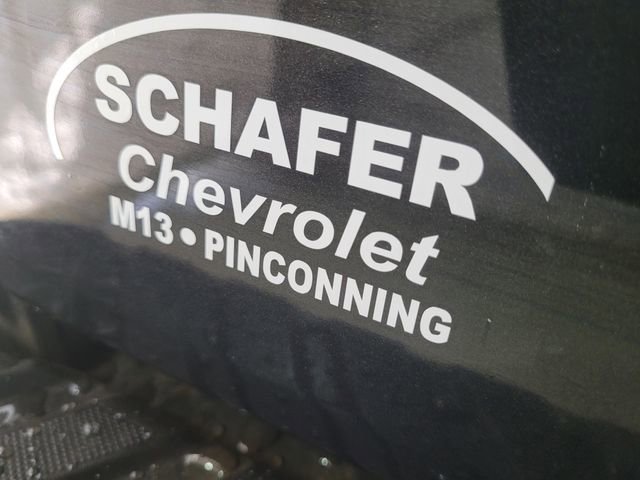 SCHAFER
Chevrolet
M13 • PINCONNING